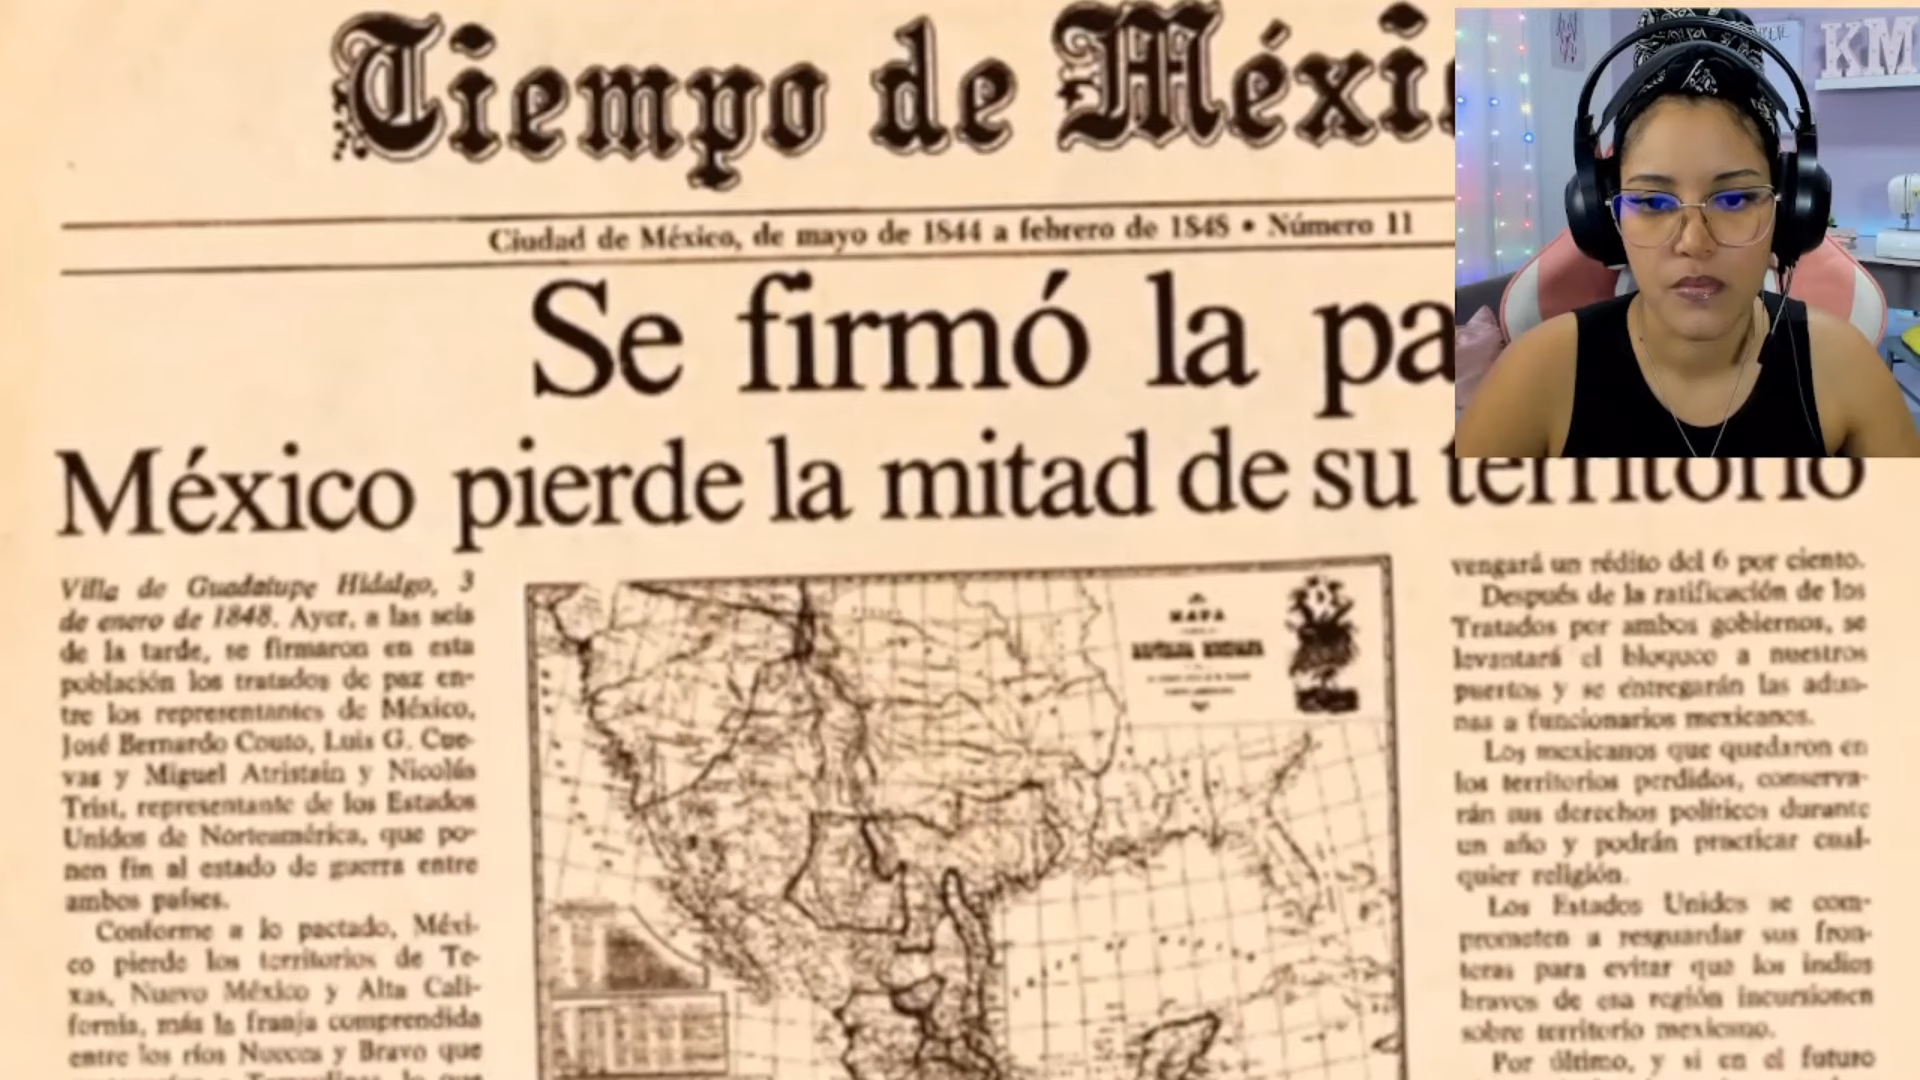 Tiempo de Méxi
Ciudad de México, de mayo de 1844 a febrero de 1848 • Número 11
Se firmó la pa
México pierde la mitad de su territorio
Villa de Guadalupe Hidalgo, 3
de enero de 1848. Ayer, a las seis
de la tarde, se firmaron en esta
población los tratados de paz en-
tre los representantes de México,
José Bernardo Couto, Luis G. Cue-
vas y Miguel Atristain y Nicolás
Trist, representante de los Estados
Unidos de Norteamérica, que po-
nen fin al estado de guerra entre
ambos países.
Conforme a lo pactado, Méxi-
co pierde los territorios de Te-
xas, Nuevo México y Alta Cali-
fornia, más la franja comprendida
entre los ríos Nueces y Bravo que
MAPA
vengará un rédito del 6 por ciento.
Después de la ratificación de los
Tratados por ambos gobiernos, se
levantará el bloqueo a nuestros
puertos y se entregarán las adua-
nas a funcionarios mexicanos.
Los mexicanos que quedaron en
los territorios perdidos, conserva-
rán sus derechos políticos durante
un año y podrán practicar cual-
quier religión.
Los Estados Unidos se com-
prometen a resguardar sus fron-
teras para evitar que los indios
bravos de esa región incursionen
sobre territorio mexicano.
Por último, y si en el futuro
KM